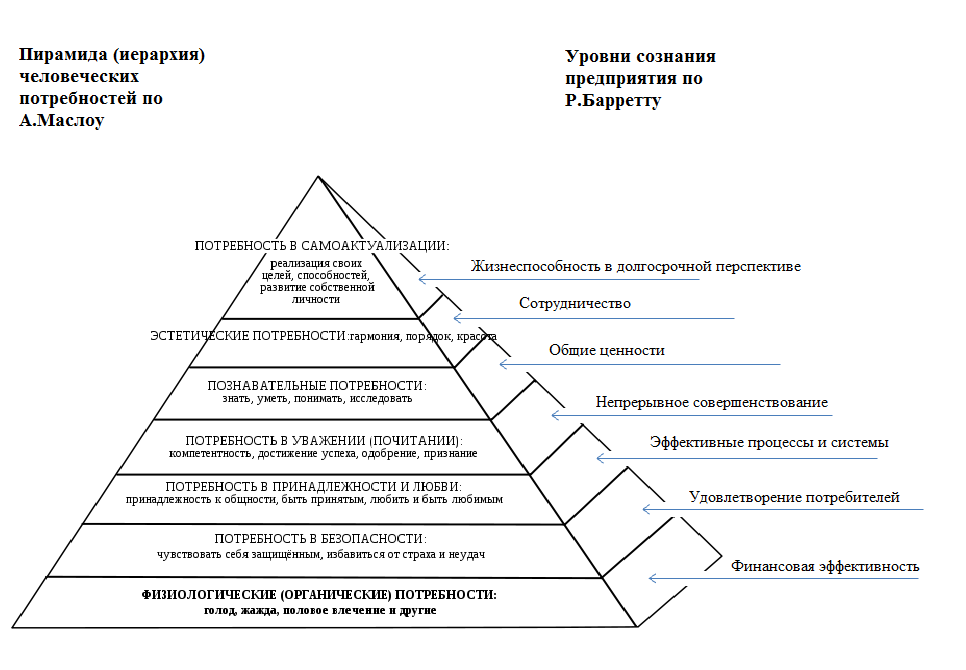 Пирамида (иерархия)
человеческих
потребностей по
А.Маслоу
Уровни сознания
предприятия по
Р.Барретту
ПОТРЕБНОСТЬ В САМОАКТУАЛИЗАЦИИ:
реализация своих
целей, способностей,
развитие собственной
личности
Жизнеспособность в долгосрочной перспективе
Сотрудничество
ЭСТЕТИЧЕСКИЕ ПОТРЕБНОСТИ:гармония, порядок, красота
Общие ценности
ПОЗНАВАТЕЛЬНЫЕ ПОТРЕБНОСТИ:
знать, уметь, понимать, исследовать
Непрерывное совершенствование
ПОТРЕБНОСТЬ В УВАЖЕНИИ (ПОЧИТАНИИ):
компетентность, достижение успеха, одобрение, признание
Эффективные процессы и системы
ПОТРЕБНОСТЬ В ПРИНАДЛЕЖНОСТИ И ЛЮБВИ:
принадлежность к общности, быть принятым, любить и быть любимым
Удовлетворение потребителей
ПОТРЕБНОСТЬ В БЕЗОПАСНОСТИ:
чувствовать себя защищённым, избавиться от страха и неудач
Финансовая эффективность
ФИЗИОЛОГИЧЕСКИЕ (ОРГАНИЧЕСКИЕ) ПОТРЕБНОСТИ:
голод, жажда, половое влечение и другие